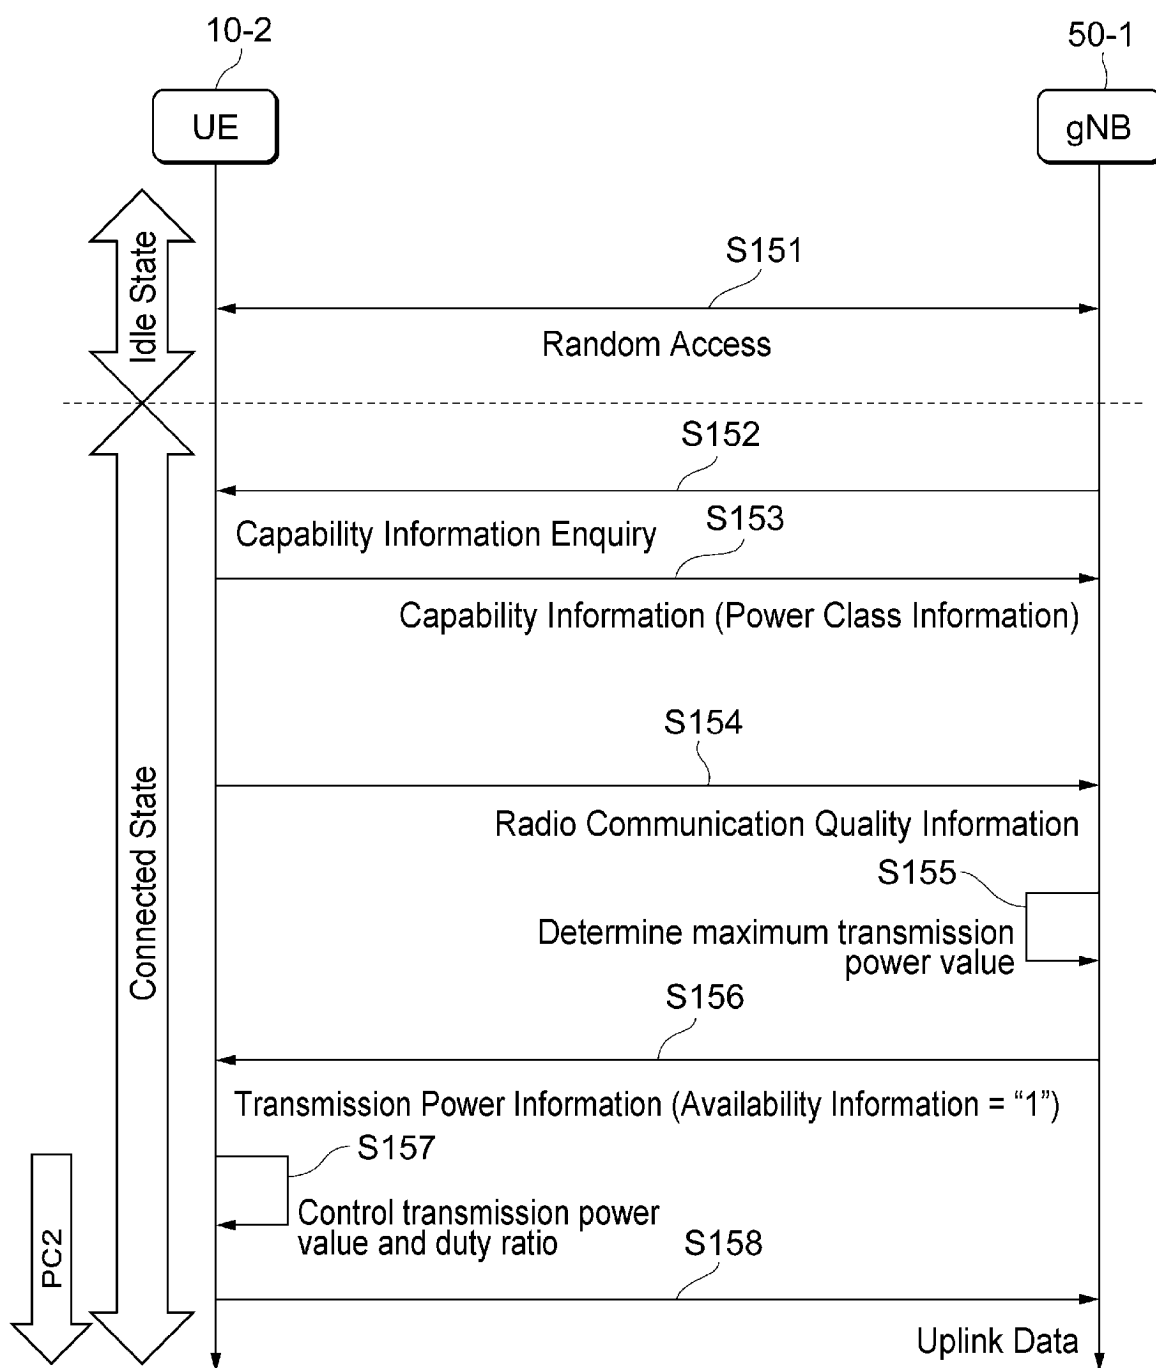 10-2
50-1
UE
gNB
Idle State
S151
Random Access
S152
Capability Information Enquiry
S153
Capability Information (Power Class Information)
Connected State
S154
Radio Communication Quality Information
S155
Determine maximum transmission
power value
S156
Transmission Power Information (Availability Information = “1”)
PC2
S157
Control transmission power
value and duty ratio
S158
Uplink Data